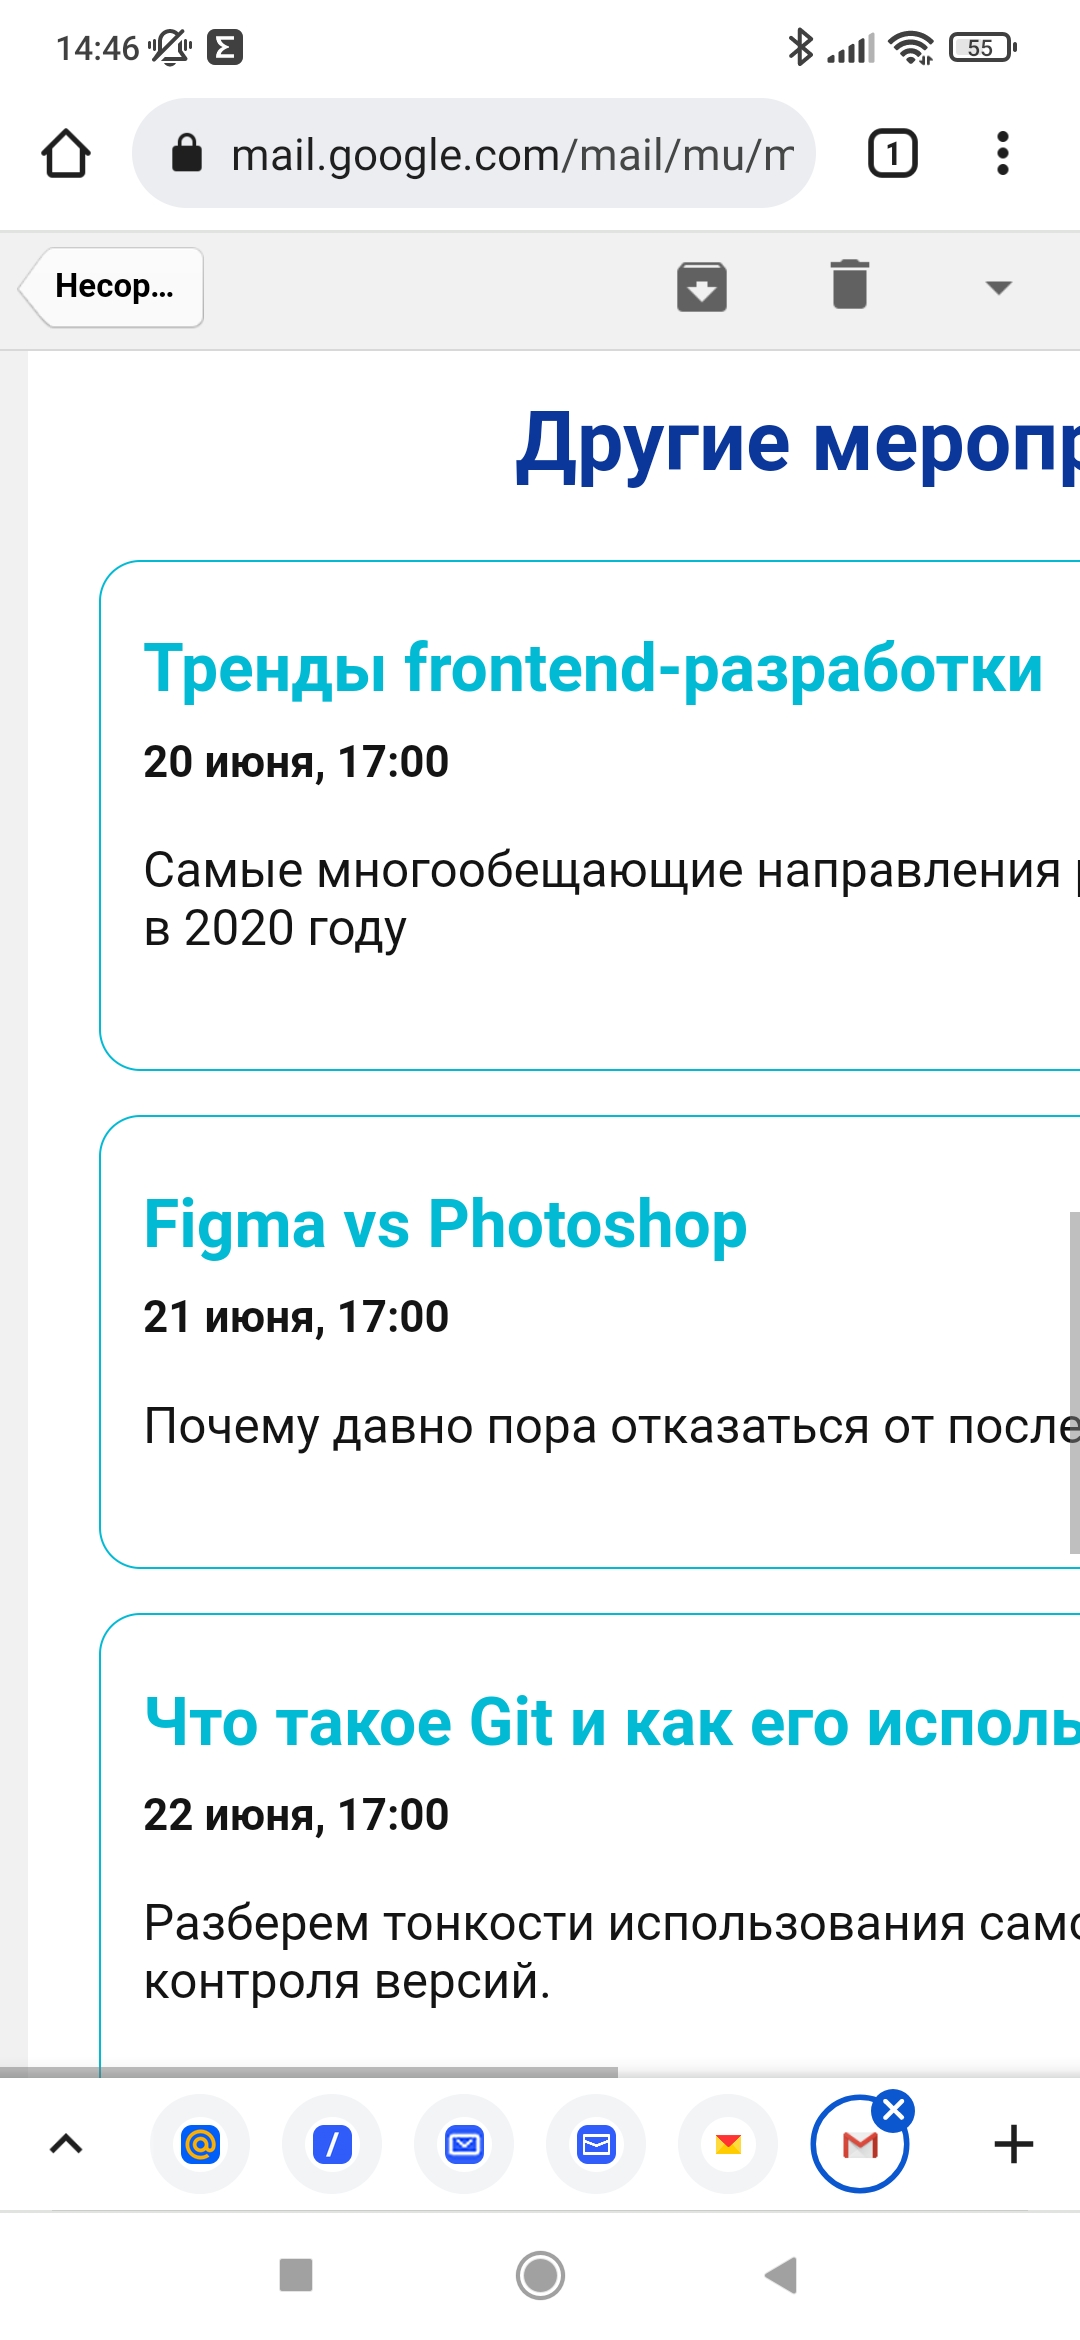 14:46
55
mail.google.com/mail/mu/m
1
Несор...
Другие мероп
Тренды frontend-разработки
20 июня, 17:00
Самые многообещающие направления
в 2020 году
Figma vs Photoshop
21 июня, 17:00
Почему давно пора отказаться от после
Что такое Git и как его исполь
22 июня, 17:00
Разберем тонкости использования само
контроля версий.